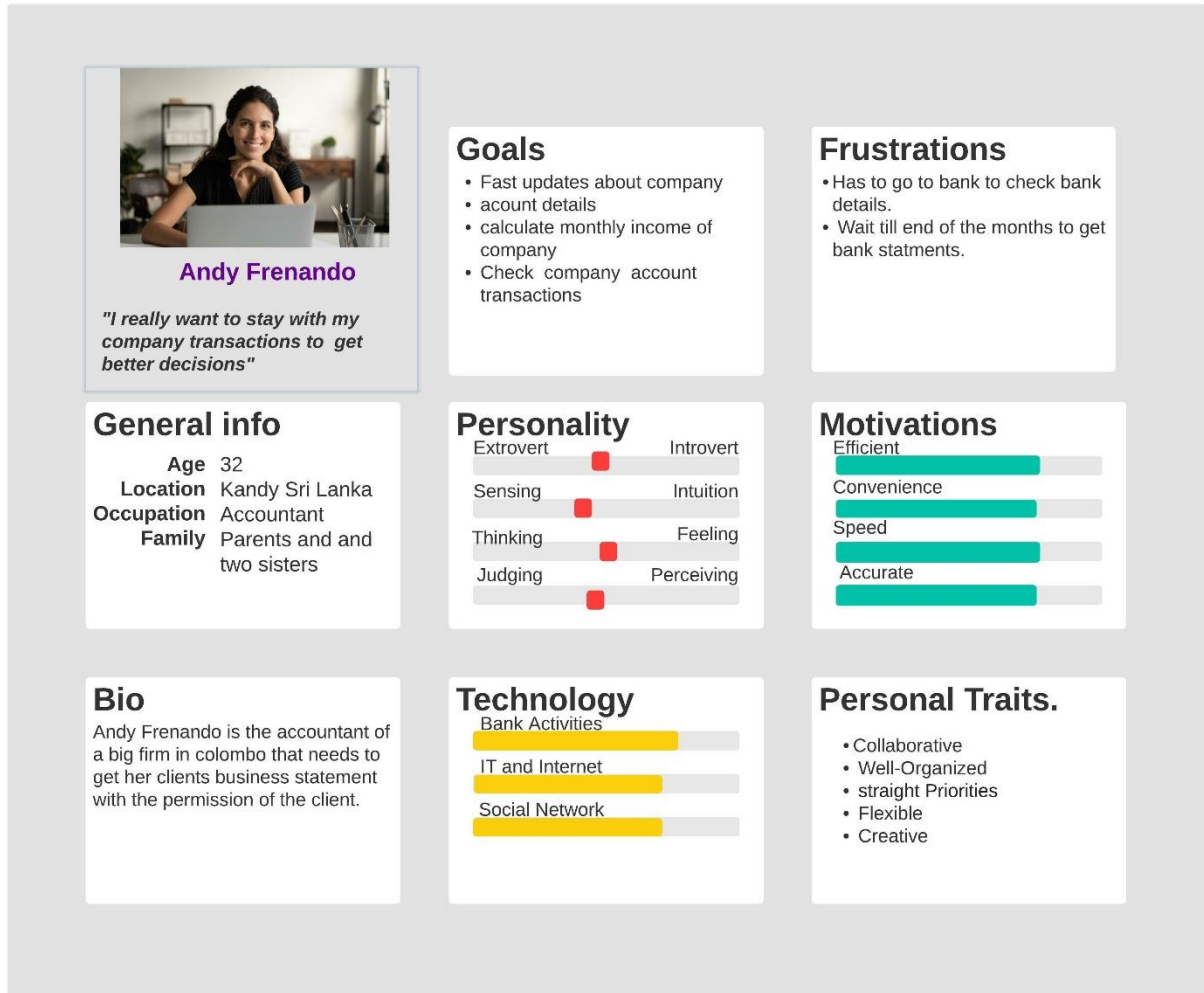 Andy Frenando
"I really want to stay with my
company transactions to get
better decisions"
Goals
• Fast updates about company
• acount details
• calculate monthly income of
company
• Check company account
transactions
Frustrations
• Has to go to bank to check bank
details.
• Wait till end of the months to get
bank statments.
General info
Age 32
Location Kandy Sri Lanka
Occupation Accountant
Family Parents and and
two sisters
Personality
Extrovert Introvert
Sensing Intuition
Thinking Feeling
Judging Perceiving
Motivations
Efficient
Convenience
Speed
Accurate
Bio
Andy Frenando is the accountant of
a big firm in colombo that needs to
get her clients business statement
with the permission of the client.
Technology
Bank Activities
IT and Internet
Social Network
Personal Traits.
• Collaborative
• Well-Organized
• straight Priorities
• Flexible
• Creative